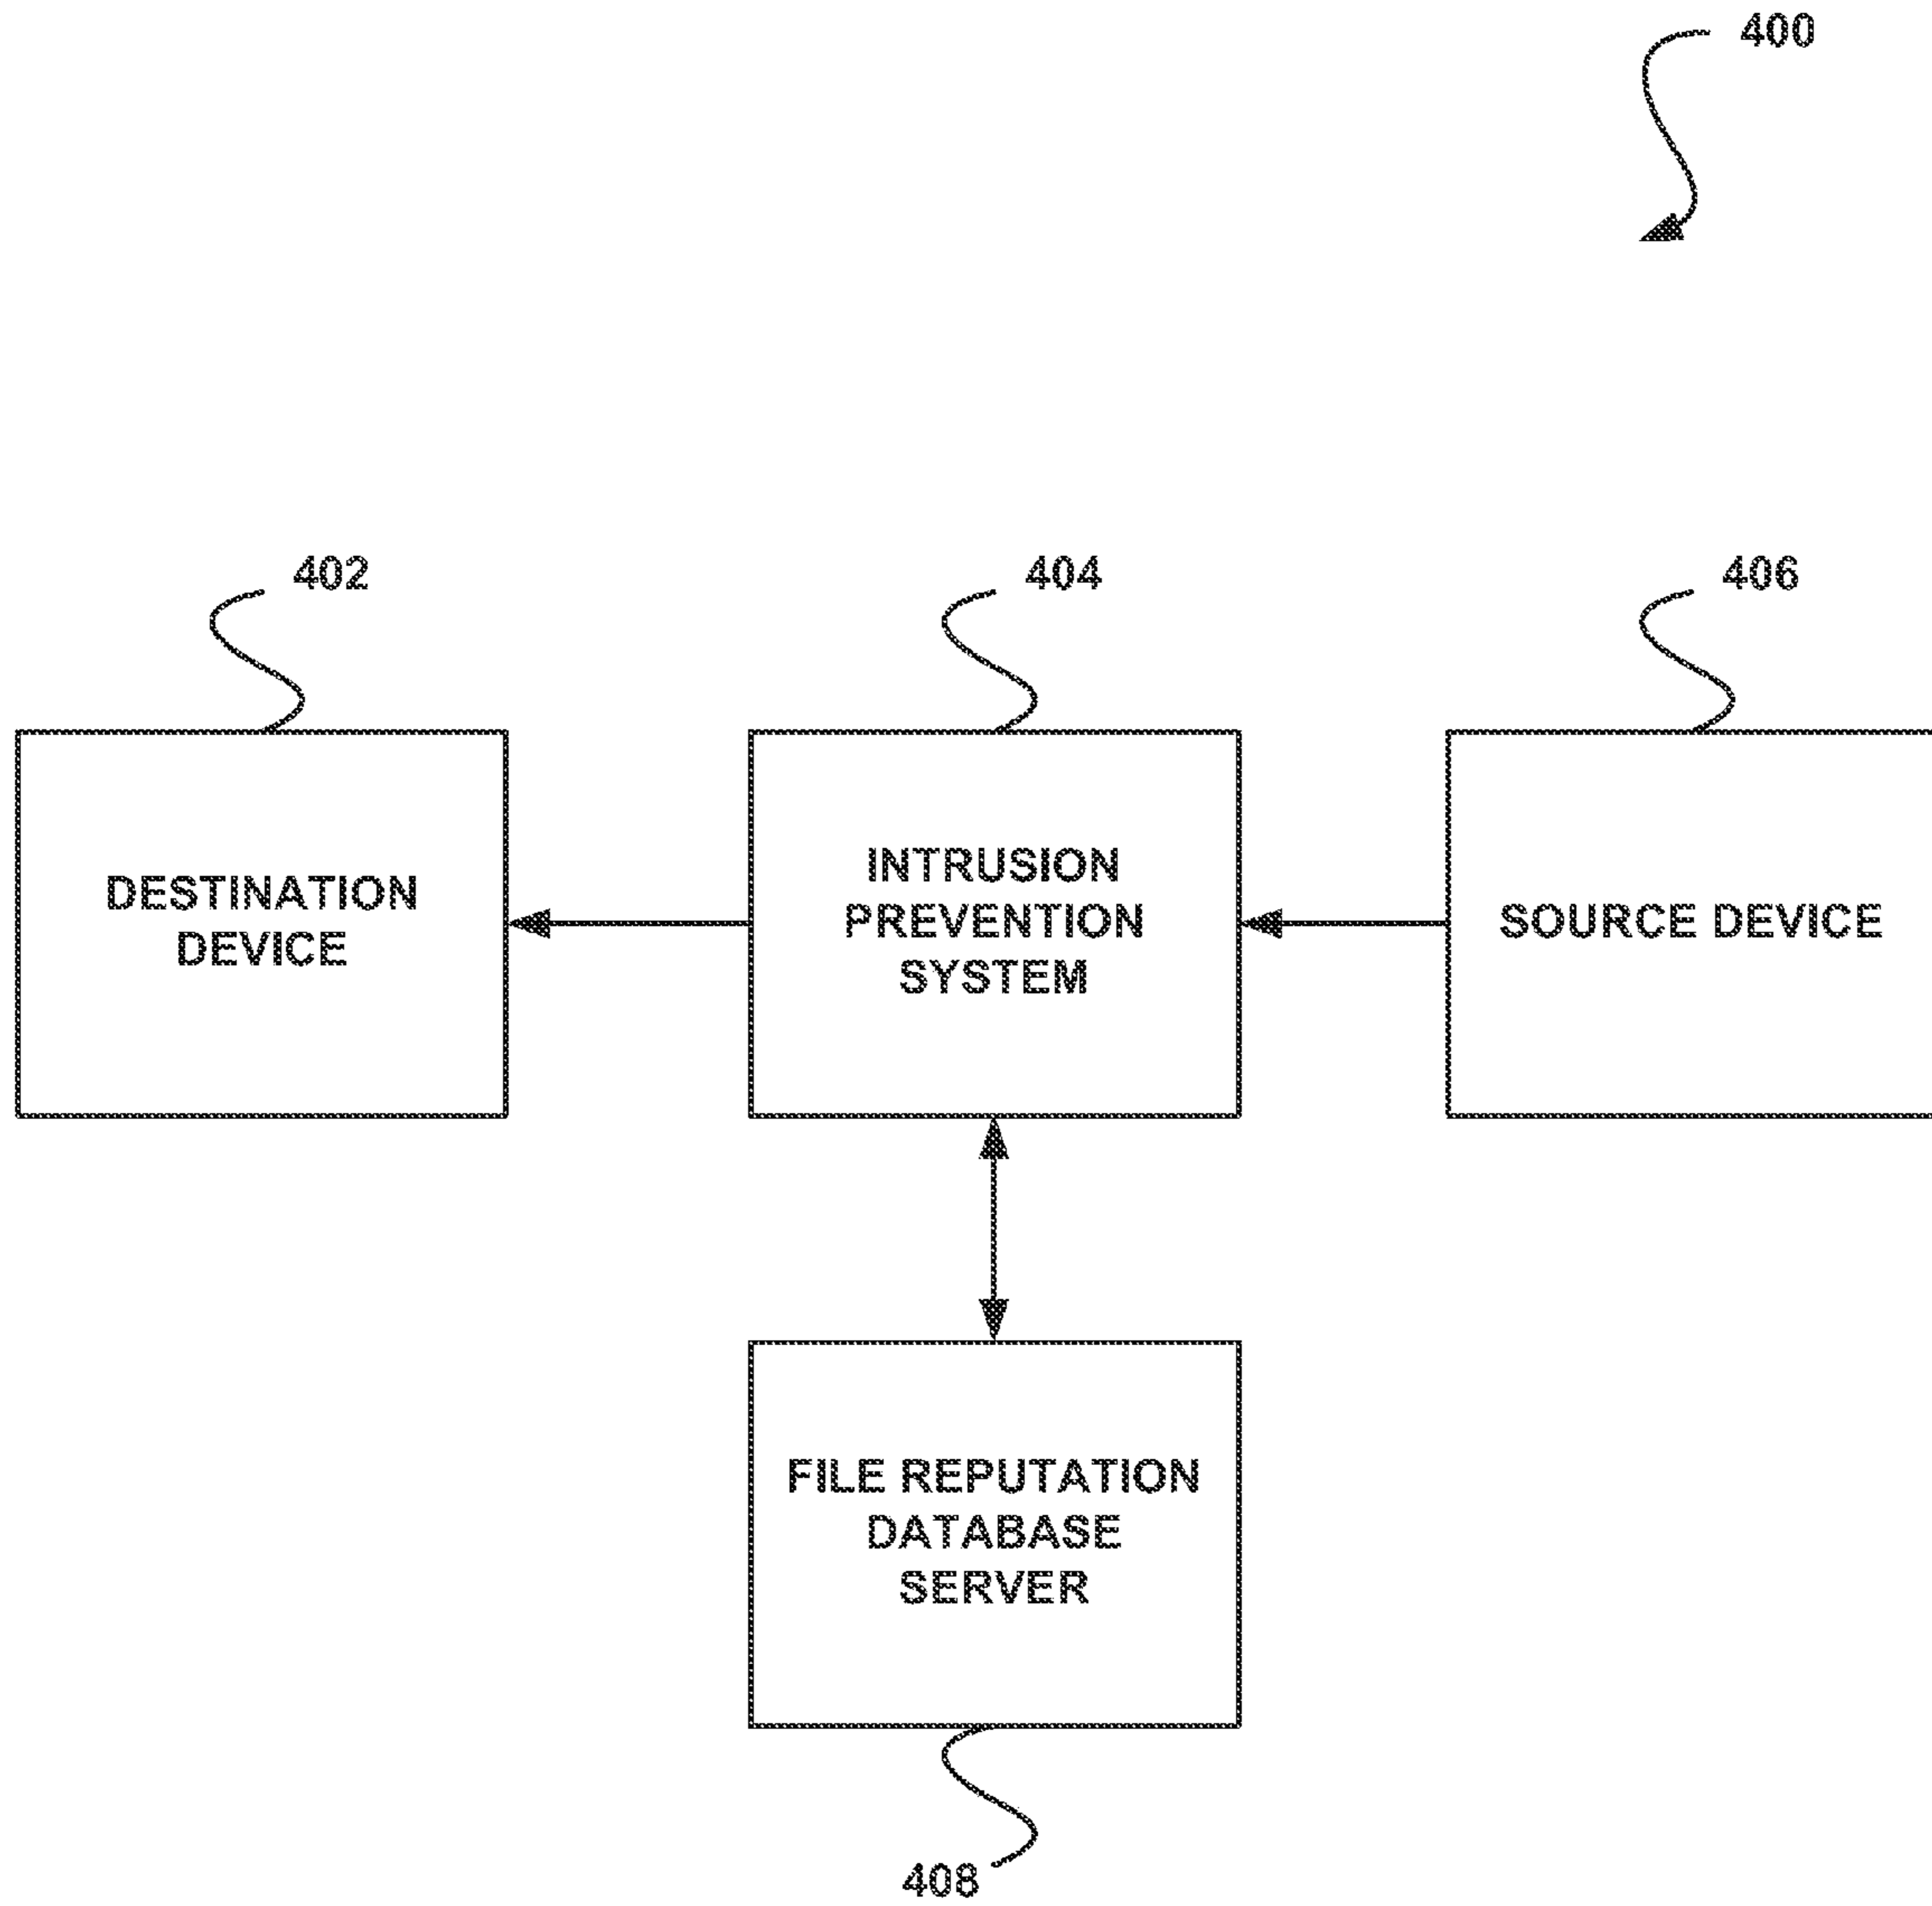 400
402
404
406
DESTINATION
DEVICE
INTRUSION
PREVENTION
SYSTEM
SOURCE DEVICE
FILE REPUTATION
DATABASE
SERVER
408